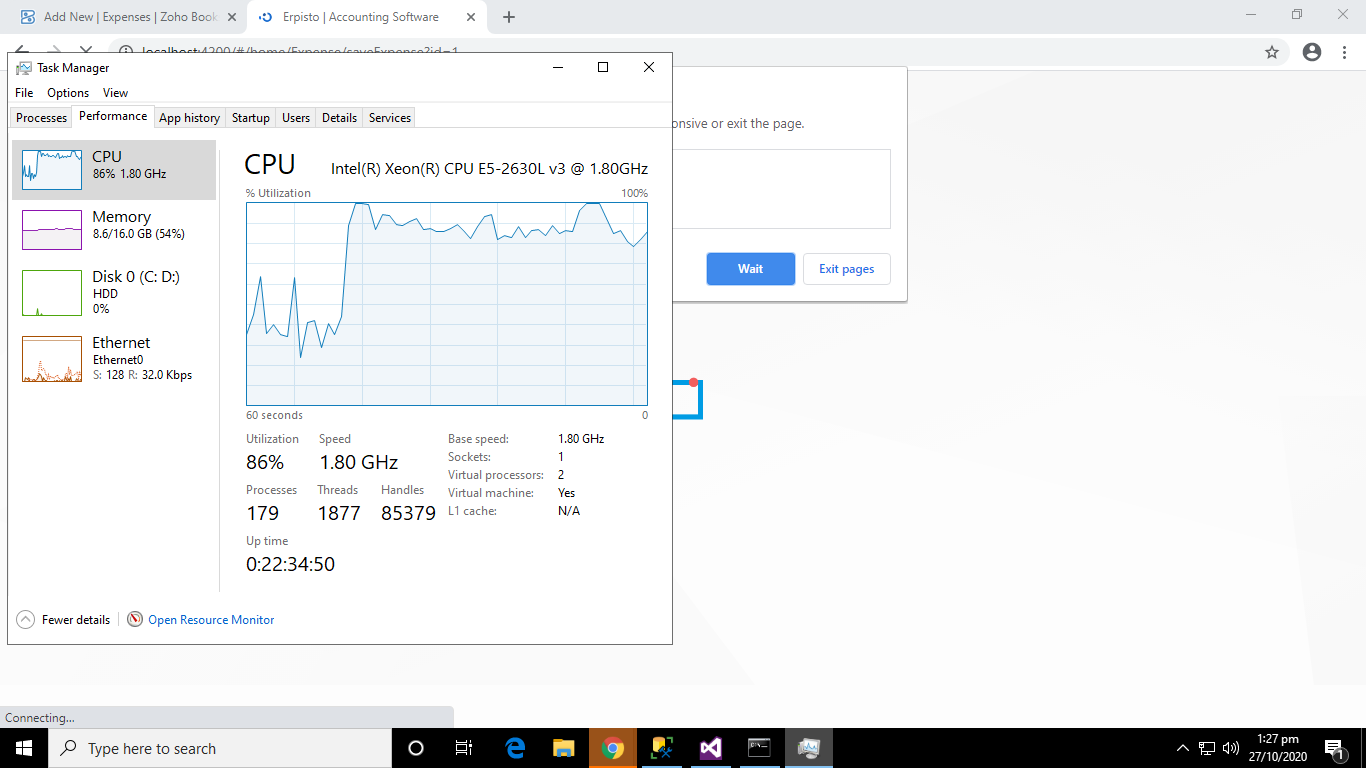 Add New | Expenses | Zoho Book
Erpisto | Accounting Software
localhost:4200/#/home/Expense/saveExpense?id=1
Task Manager
File Options View
Processes Performance App history Startup Users Details Services
CPU
86% 1.80 GHz
Memory
8.6/16.0 GB (54%)
Disk 0 (C: D:)
HDD
0%
Ethernet
Ethernet0
S: 128 R: 32.0 Kbps
CPU Intel(R) Xeon(R) CPU E5-2630L v3 @ 1.80GHz
% Utilization 100%
60 seconds 0
Utilization Speed
86% 1.80 GHz
Processes Threads Handles
179 1877 85379
Up time
0:22:34:50
Base speed: 1.80 GHz
Sockets: 1
Virtual processors: 2
Virtual machine: Yes
L1 cache: N/A
Fewer details Open Resource Monitor
onsive or exit the page.
Wait Exit pages
Connecting...
Type here to search
1:27 pm
27/10/2020
1